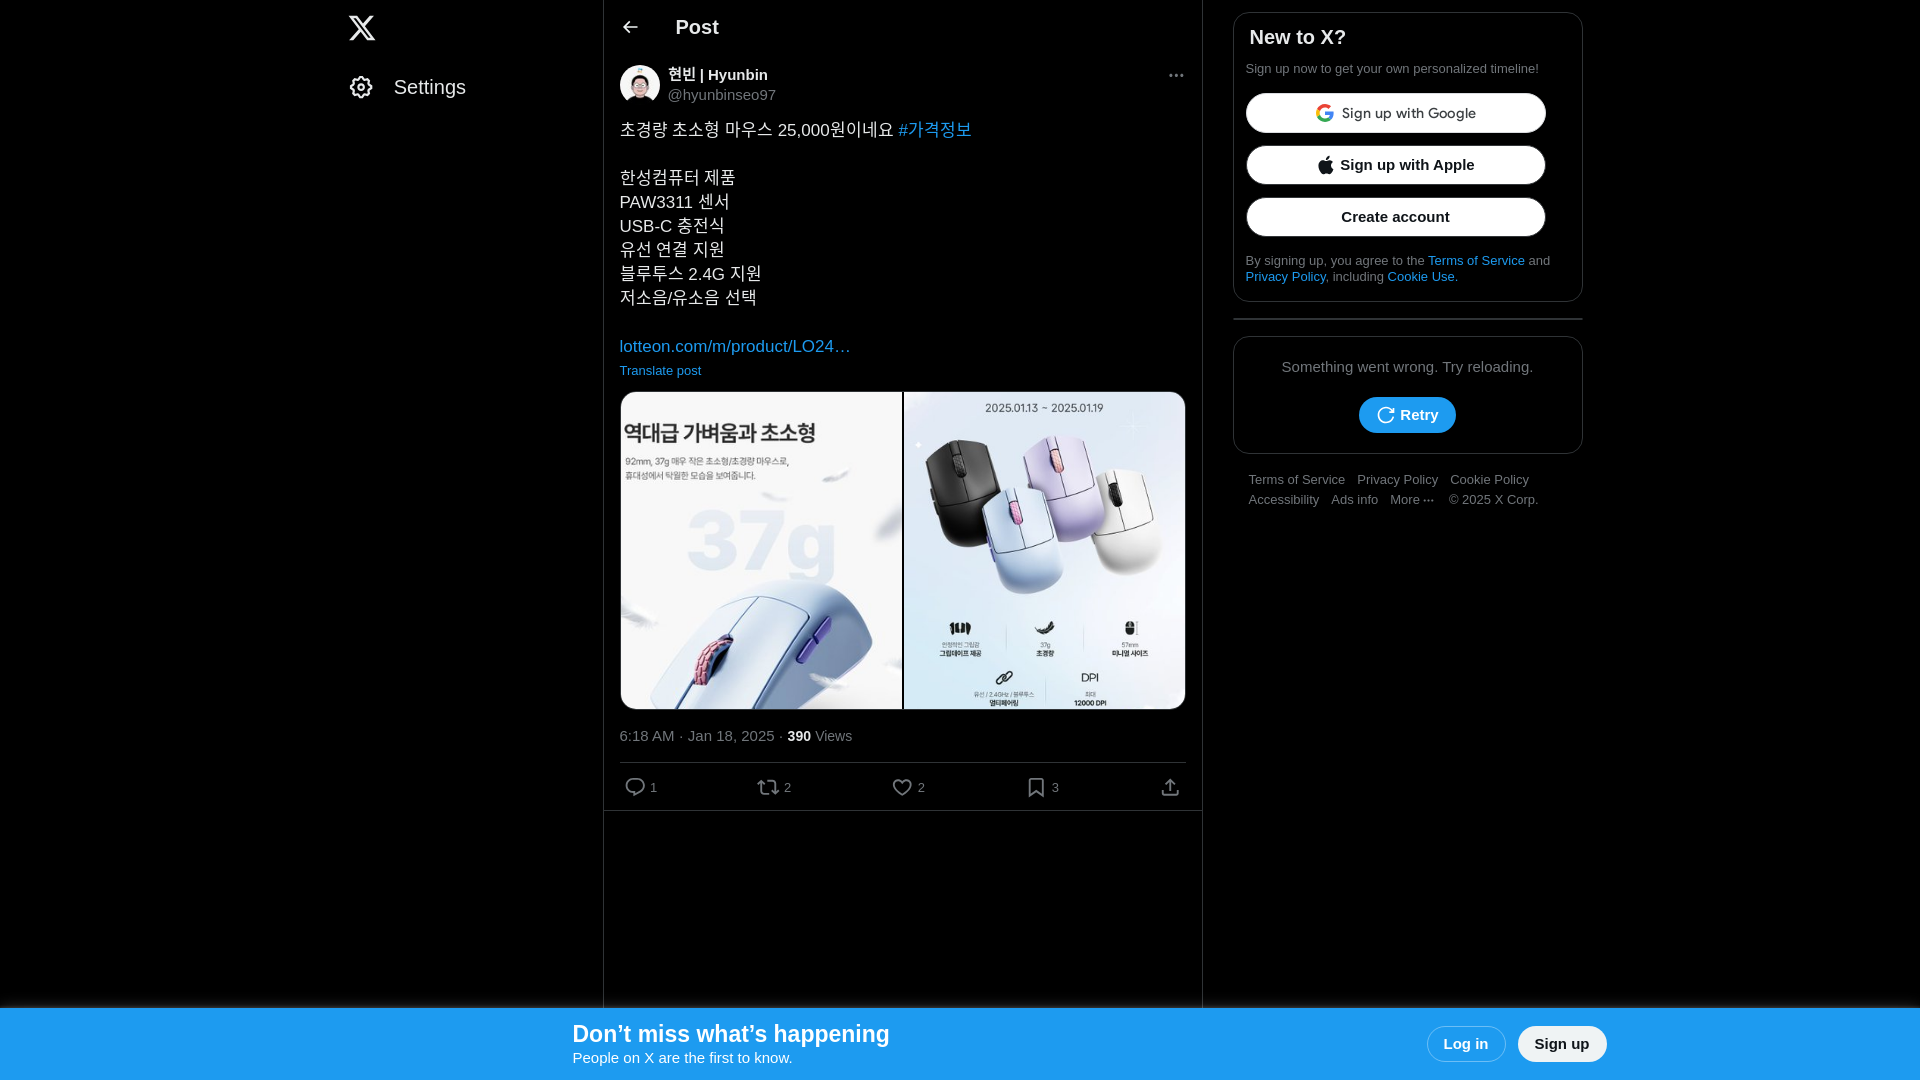 Settings
Post
현빈 | Hyunbin
@hyunbinseo97
초경량 초소형 마우스 25,000원이네요 #가격정보
한성컴퓨터 제품
PAW3311 센서
USB-C 충전식
유선 연결 지원
블루투스 2.4G 지원
저소음/유소음 선택
lotteon.com/m/product/LO24…
Translate post
역대급 가벼움과 초소형
92mm, 37g 매우 작은 초소형/초경량 마우스로,
휴대성에서 탁월한 모습을 보여줍니다.
37g
2025.01.13 ~ 2025.01.19
안정적인 그립감
그립테이프 제공
37g
초경량
57mm
미니멀 사이즈
유선 / 2.4GHz / 블루투스
멀티페어링
DPI
최대
12000 DPI
6:18 AM · Jan 18, 2025 · 390 Views
1
2
2
3
New to X?
Sign up now to get your own personalized timeline!
Sign up with Google
Sign up with Apple
Create account
By signing up, you agree to the Terms of Service and
Privacy Policy, including Cookie Use.
Something went wrong. Try reloading.
Retry
Terms of Service Privacy Policy Cookie Policy
Accessibility Ads info More ··· © 2025 X Corp.
Don’t miss what’s happening
People on X are the first to know.
Log in
Sign up